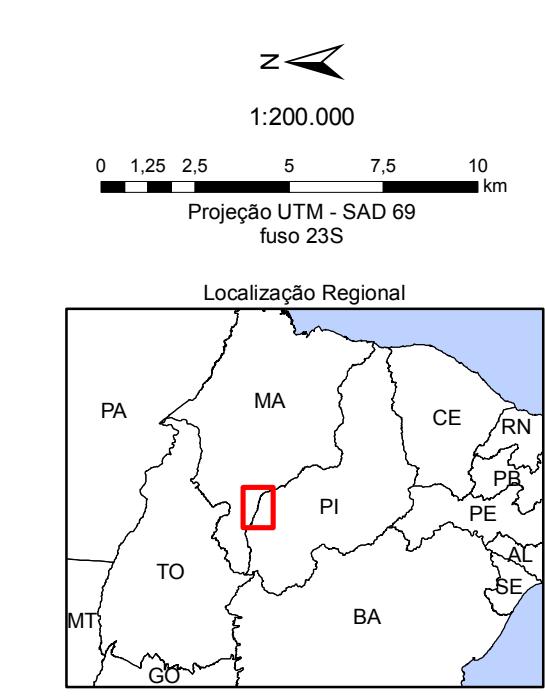 N
1:200.000
0 1,25 2,5 5 7,5 10
km
Projeção UTM - SAD 69
fuso 23S
Localização Regional
PA
MA
CE
RN
PB
PI
PE
AL
SE
TO
MT
BA
GO